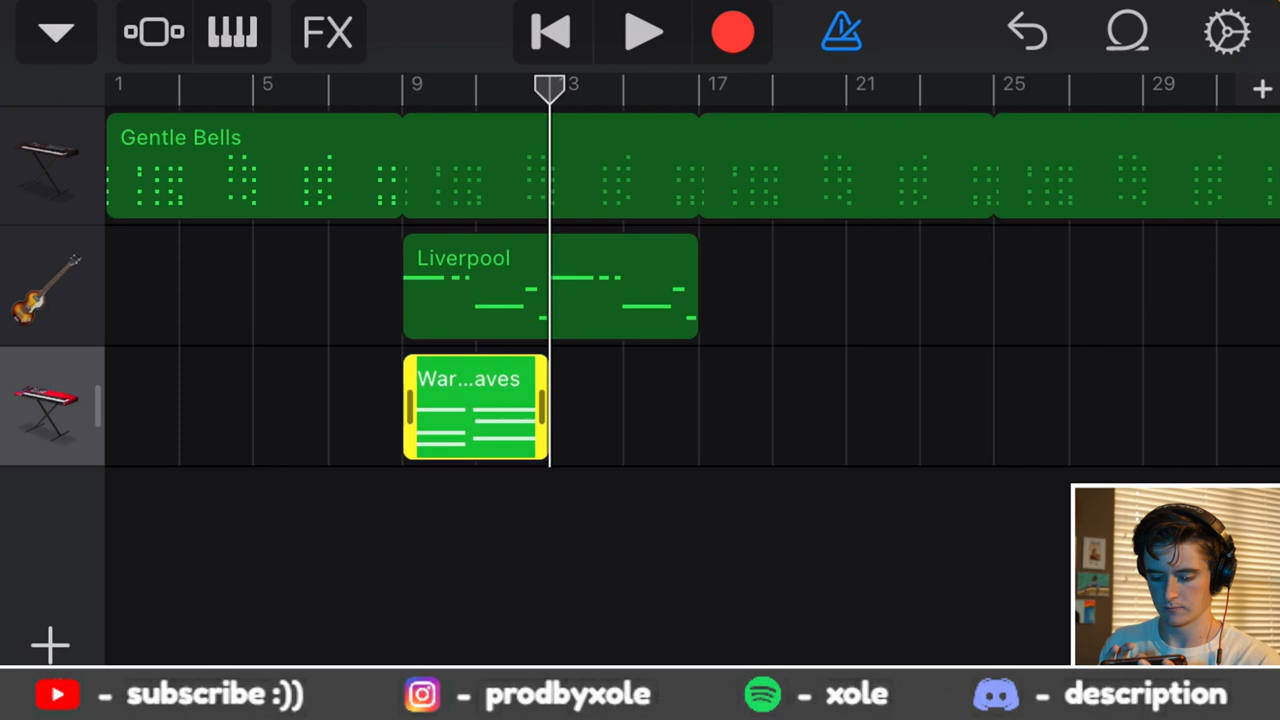 FX
1 5 9 3 17 21 25 29
Gentle Bells
Liverpool
War...aves
- subscribe :)) - prodbyxole - xole - description